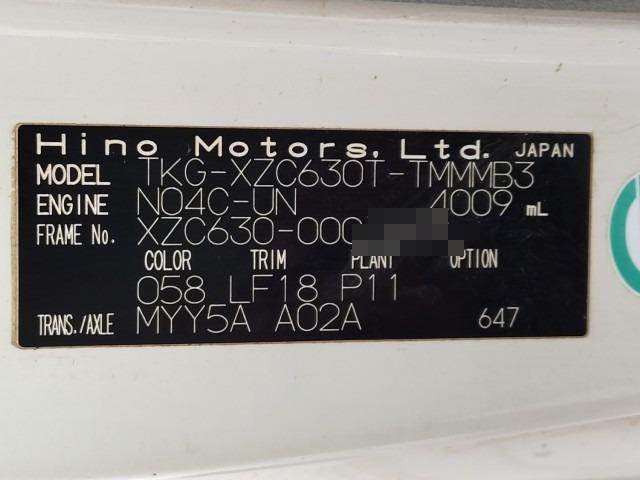 Hino Motors, Ltd. JAPAN
MODEL TKG-XZC630T-TMMMB3
ENGINE N04C-UN 4009 mL
FRAME No. XZC630-000
COLOR TRIM PLANT OPTION
058 LF18 P11
TRANS./AXLE MYY5A A02A 647